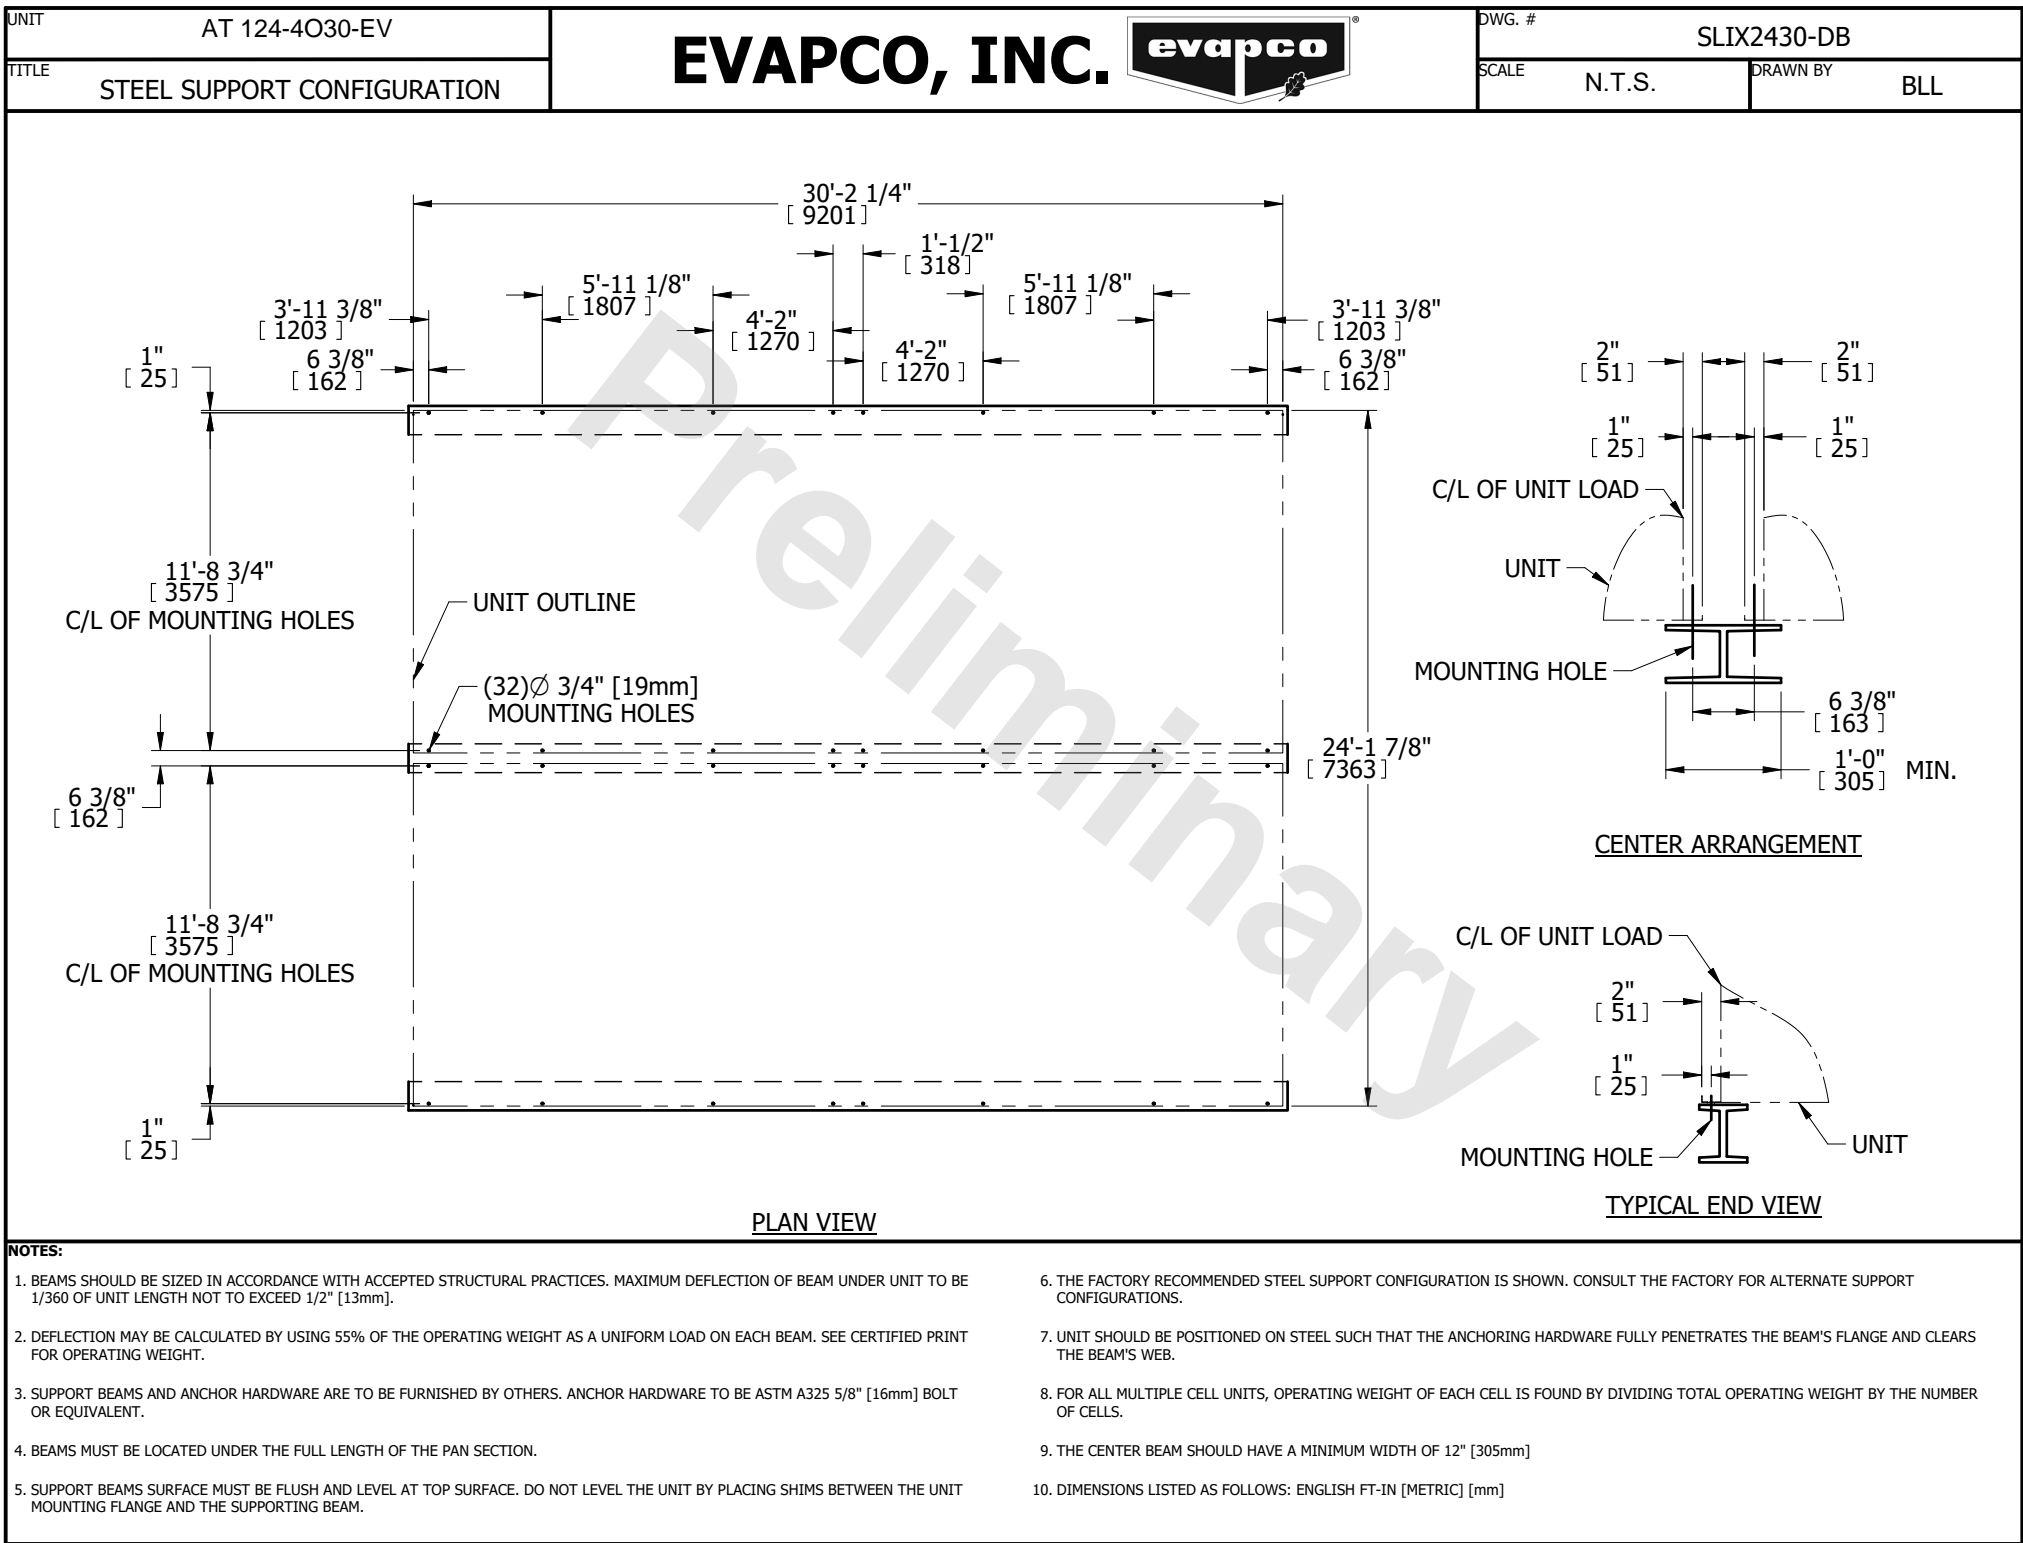 UNIT
AT 124-4O30-EV
TITLE
STEEL SUPPORT CONFIGURATION
EVAPCO, INC.
evapco
®
DWG. #
SLIX2430-DB
SCALE
N.T.S.
DRAWN BY
BLL
30'-2 1/4"
[ 9201 ]
1'-1/2"
[ 318 ]
5'-11 1/8"
[ 1807 ]
5'-11 1/8"
[ 1807 ]
3'-11 3/8"
[ 1203 ]
4'-2"
[ 1270 ]
3'-11 3/8"
[ 1203 ]
1"
[ 25 ]
6 3/8"
[ 162 ]
4'-2"
[ 1270 ]
6 3/8"
[ 162 ]
11'-8 3/4"
[ 3575 ]
C/L OF MOUNTING HOLES
UNIT OUTLINE
(32)∅ 3/4" [19mm]
MOUNTING HOLES
6 3/8"
[ 162 ]
24'-1 7/8"
[ 7363 ]
11'-8 3/4"
[ 3575 ]
C/L OF MOUNTING HOLES
1"
[ 25 ]
PLAN VIEW
Preliminary
2"
[ 51 ]
2"
[ 51 ]
1"
[ 25 ]
1"
[ 25 ]
C/L OF UNIT LOAD
UNIT
MOUNTING HOLE
6 3/8"
[ 163 ]
1'-0"
[ 305 ] MIN.
CENTER ARRANGEMENT
C/L OF UNIT LOAD
2"
[ 51 ]
1"
[ 25 ]
MOUNTING HOLE
UNIT
TYPICAL END VIEW
NOTES:
1. BEAMS SHOULD BE SIZED IN ACCORDANCE WITH ACCEPTED STRUCTURAL PRACTICES. MAXIMUM DEFLECTION OF BEAM UNDER UNIT TO BE
1/360 OF UNIT LENGTH NOT TO EXCEED 1/2" [13mm].
2. DEFLECTION MAY BE CALCULATED BY USING 55% OF THE OPERATING WEIGHT AS A UNIFORM LOAD ON EACH BEAM. SEE CERTIFIED PRINT
FOR OPERATING WEIGHT.
3. SUPPORT BEAMS AND ANCHOR HARDWARE ARE TO BE FURNISHED BY OTHERS. ANCHOR HARDWARE TO BE ASTM A325 5/8" [16mm] BOLT
OR EQUIVALENT.
4. BEAMS MUST BE LOCATED UNDER THE FULL LENGTH OF THE PAN SECTION.
5. SUPPORT BEAMS SURFACE MUST BE FLUSH AND LEVEL AT TOP SURFACE. DO NOT LEVEL THE UNIT BY PLACING SHIMS BETWEEN THE UNIT
MOUNTING FLANGE AND THE SUPPORTING BEAM.
6. THE FACTORY RECOMMENDED STEEL SUPPORT CONFIGURATION IS SHOWN. CONSULT THE FACTORY FOR ALTERNATE SUPPORT
CONFIGURATIONS.
7. UNIT SHOULD BE POSITIONED ON STEEL SUCH THAT THE ANCHORING HARDWARE FULLY PENETRATES THE BEAM'S FLANGE AND CLEARS
THE BEAM'S WEB.
8. FOR ALL MULTIPLE CELL UNITS, OPERATING WEIGHT OF EACH CELL IS FOUND BY DIVIDING TOTAL OPERATING WEIGHT BY THE NUMBER
OF CELLS.
9. THE CENTER BEAM SHOULD HAVE A MINIMUM WIDTH OF 12" [305mm]
10. DIMENSIONS LISTED AS FOLLOWS: ENGLISH FT-IN [METRIC] [mm]